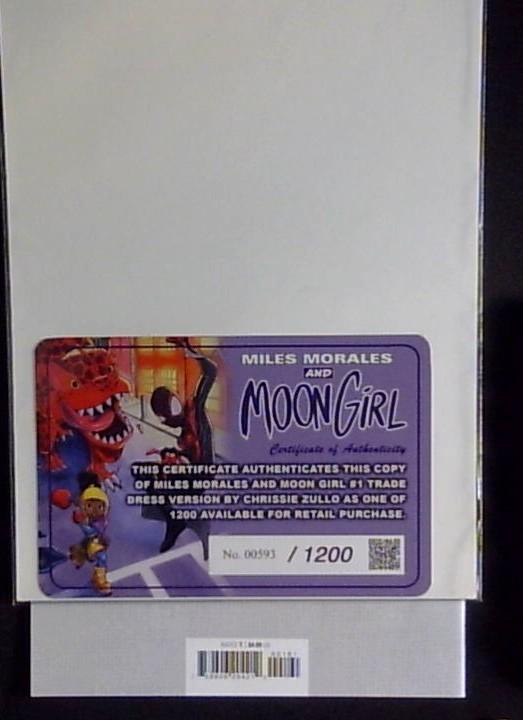 MILES MORALES
AND
MOON GIRL
Certificate of Authenticity
THIS CERTIFICATE AUTHENTICATES THIS COPY
OF MILES MORALES AND MOON GIRL #1 TRADE
DRESS VERSION BY CHRISSIE ZULLO AS ONE OF
1200 AVAILABLE FOR RETAIL PURCHASE.
No. 00593 / 1200